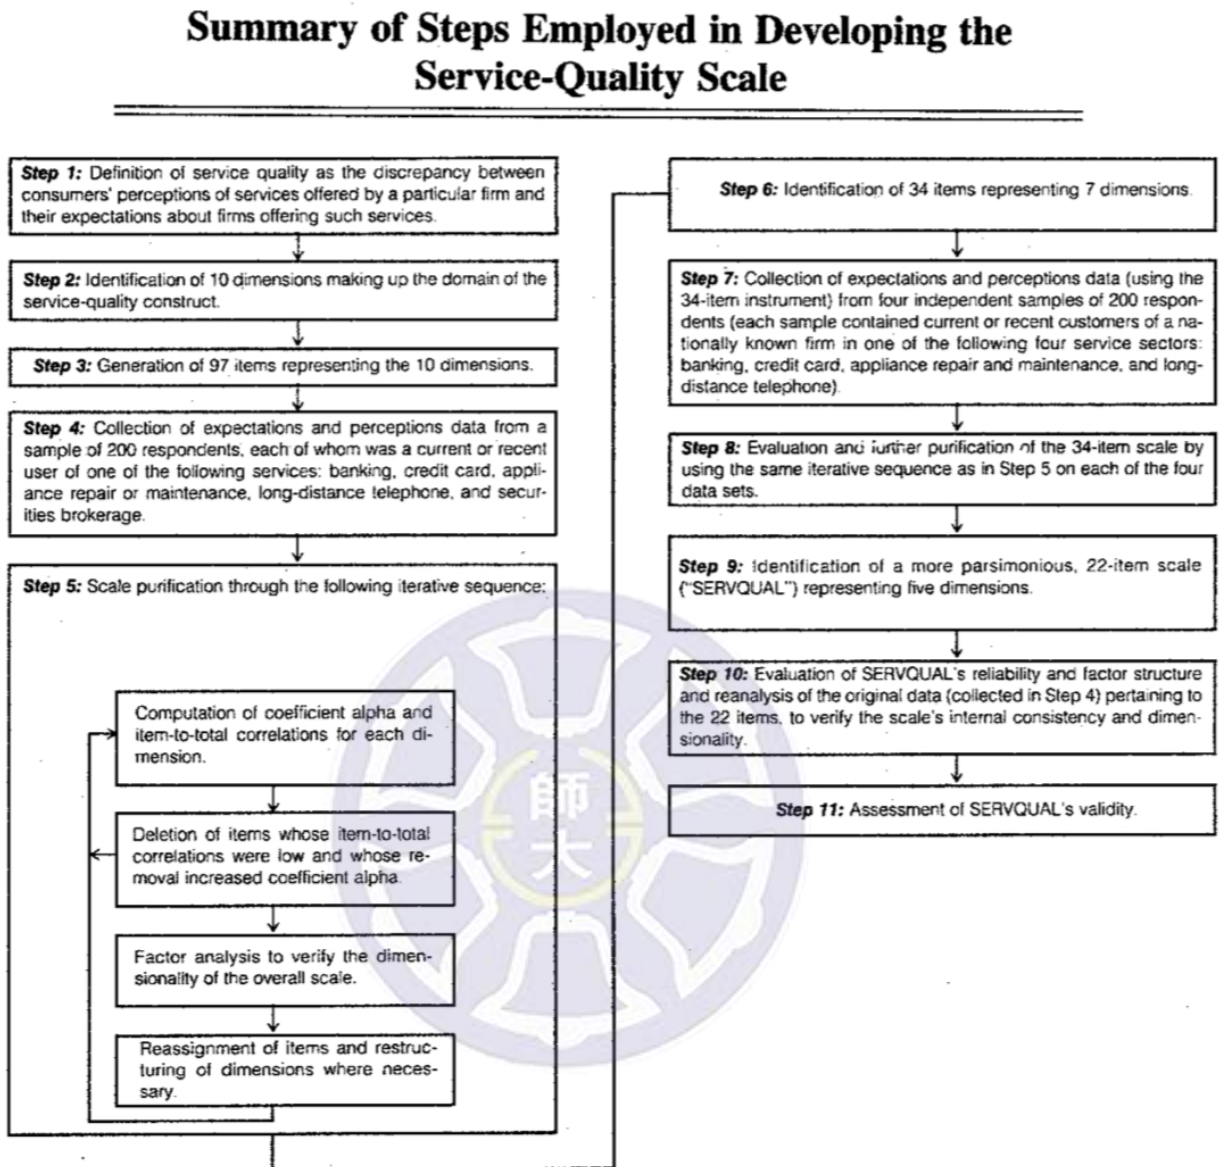 Summary of Steps Employed in Developing the
Service-Quality Scale
Step 1: Definition of service quality as the discrepancy between
consumers' perceptions of services offered by a particular firm and
their expectations about firms offering such services.
Step 2: Identification of 10 dimensions making up the domain of the
service-quality construct.
Step 3: Generation of 97 items representing the 10 dimensions.
Step 4: Collection of expectations and perceptions data from a
sample of 200 respondents, each of whom was a current or recent
user of one of the following services: banking, credit card, appli-
ance repair or maintenance, long-distance telephone, and secur-
ities brokerage.
Step 5: Scale purification through the following iterative sequence:
Computation of coefficient alpha and
item-to-total correlations for each di-
mension.
Deletion of items whose item-to-total
correlations were low and whose re-
moval increased coefficient alpha.
Factor analysis to verify the dimen-
sionality of the overall scale.
Reassignment of items and restruc-
turing of dimensions where neces-
sary.
Step 6: Identification of 34 items representing 7 dimensions.
Step 7: Collection of expectations and perceptions data (using the
34-item instrument) from four independent samples of 200 respon-
dents (each sample contained current or recent customers of a na-
tionally known firm in one of the following four service sectors:
banking, credit card, appliance repair and maintenance, and long-
distance telephone).
Step 8: Evaluation and further purification of the 34-item scale by
using the same iterative sequence as in Step 5 on each of the four
data sets.
Step 9: Identification of a more parsimonious, 22-item scale
("SERVQUAL") representing five dimensions.
Step 10: Evaluation of SERVQUAL's reliability and factor structure
and reanalysis of the original data (collected in Step 4) pertaining to
the 22 items, to verify the scale's internal consistency and dimen-
sionality.
Step 11: Assessment of SERVQUAL's validity.
師
大